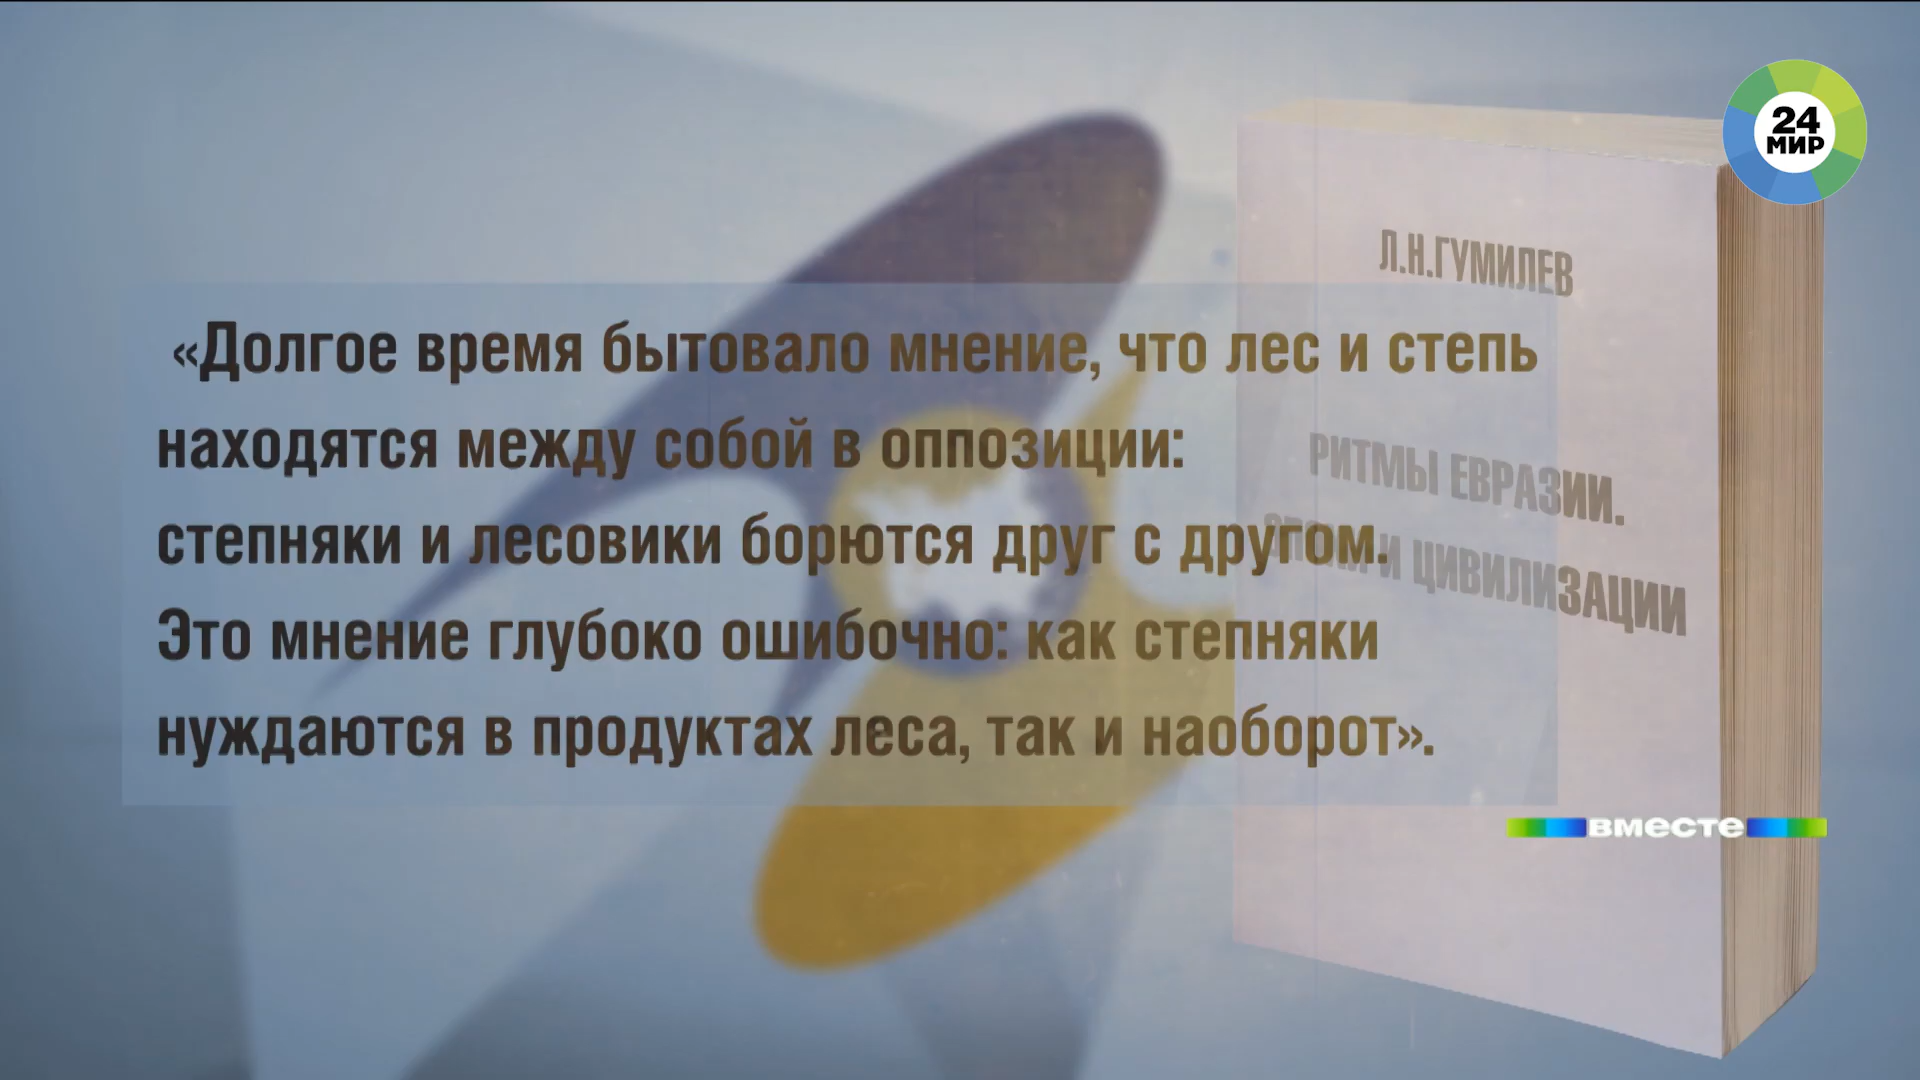 24
МИР
Л.Н.ГУМИЛЕВ
«Долгое время бытовало мнение, что лес и степь
находятся между собой в оппозиции:
степняки и лесовики борются друг с другом.
Это мнение глубоко ошибочно: как степняки
нуждаются в продуктах леса, так и наоборот».
РИТМЫ ЕВРАЗИИ.
И ЦИВИЛИЗАЦИИ
вместе